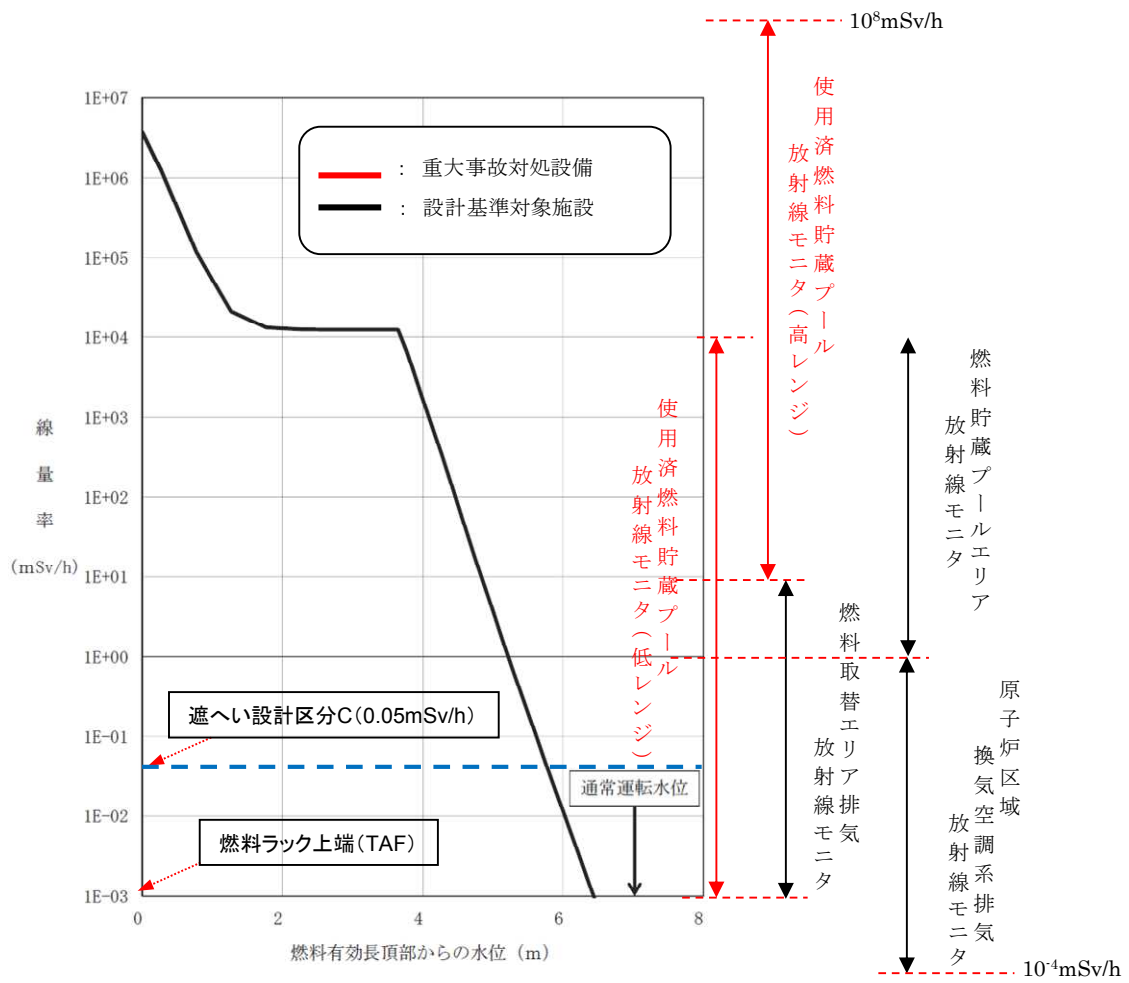 10⁸mSv/h
1E+07
1E+06
1E+05
1E+04
1E+03
1E+02
1E+01
1E+00
1E-01
1E-02
1E-03
線量率
(mSv/h)
： 重大事故対処設備
： 設計基準対象施設
遮へい設計区分C(0.05mSv/h)
燃料ラック上端(TAF)
通常運転水位
0 2 4 6 8
燃料有効長頂部からの水位 (m)
使用済燃料貯蔵プール
放射線モニタ(高レンジ)
使用済燃料貯蔵プール
放射線モニタ(低レンジ)
燃料貯蔵プールエリア
放射線モニタ
燃料取替エリア排気
放射線モニタ
原子炉区域
換気空調系排気
放射線モニタ
10⁻⁴mSv/h